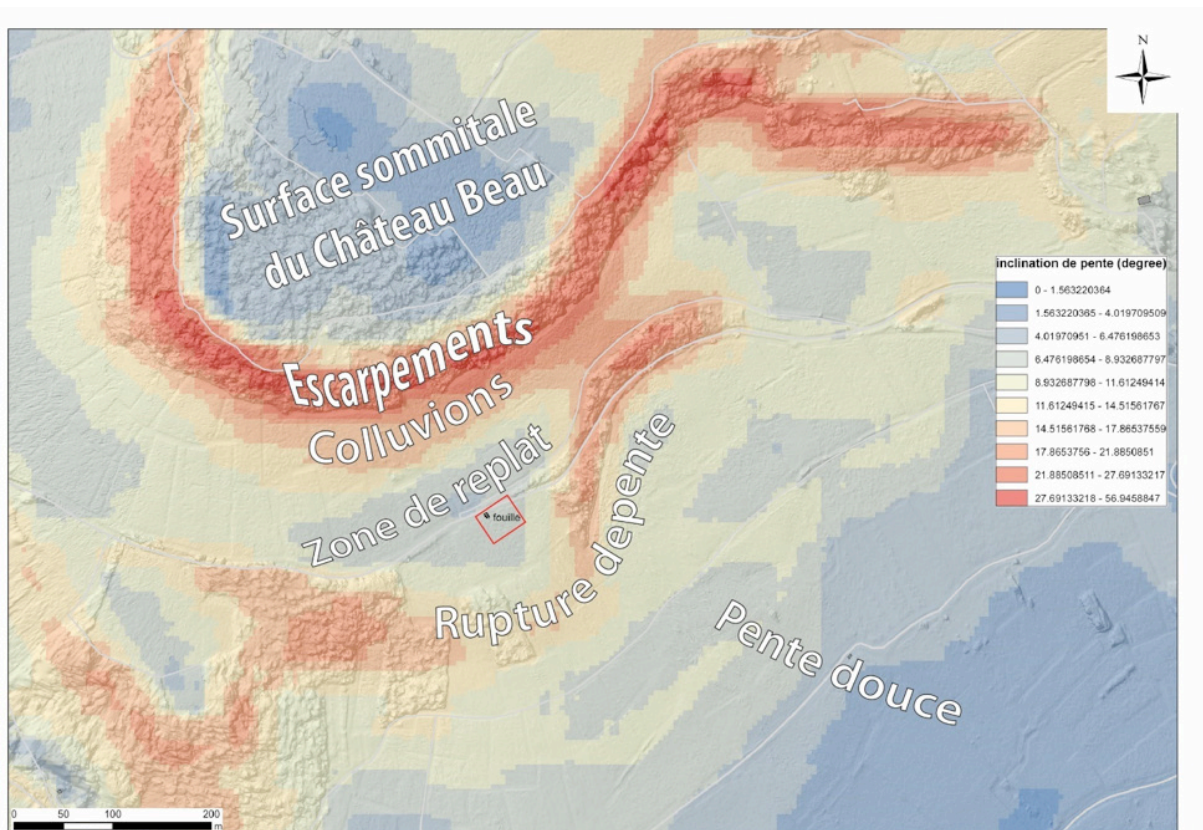 N
Surface sommitale
du Château Beau
Escarpements
Colluvions
Zone de replat
fouille
Rupture depente
Pente douce
inclination de pente (degree)
0 - 1.563220364
1.563220365 - 4.019709509
4.01970951 - 6.476198653
6.476198654 - 8.932687797
8.932687798 - 11.61249414
11.61249415 - 14.51561767
14.51561768 - 17.86537559
17.8653756 - 21.8850851
21.88508511 - 27.69133217
27.69133218 - 56.9458847
0 50 100 200
m